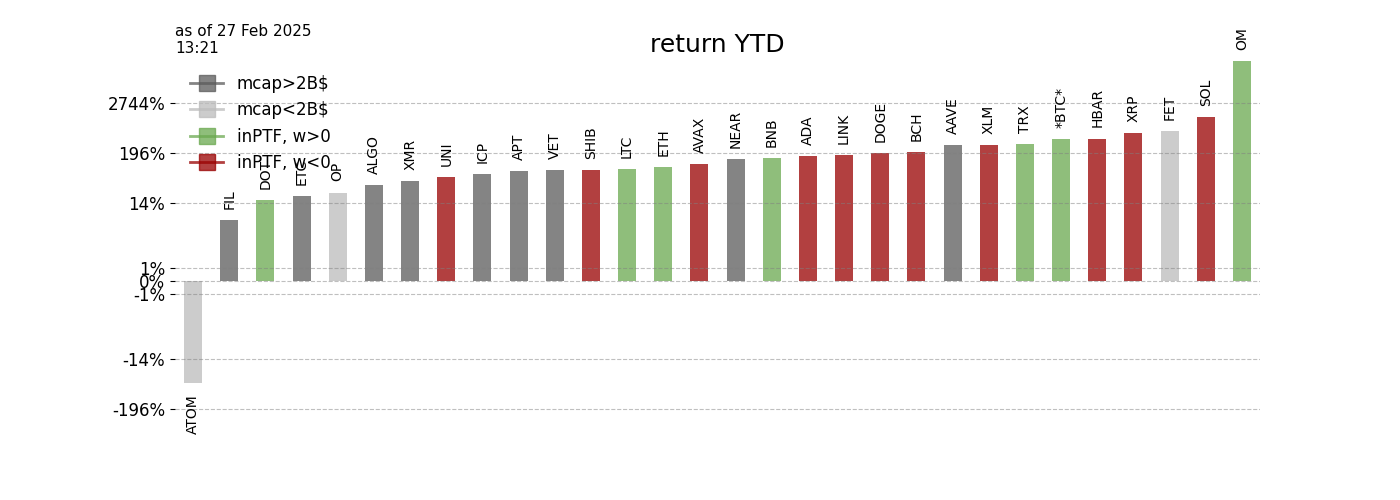 as of 27 Feb 2025
13:21
return YTD
mcap>2B$
mcap<2B$
inPTF, w>0
inPTF, w<0
2744%
196%
14%
1%
0%
-1%
-14%
-196%
ATOM
FIL
DOT
ETC
OP
ALGO
XMR
UNI
ICP
APT
VET
SHIB
LTC
ETH
AVAX
NEAR
BNB
ADA
LINK
DOGE
BCH
AAVE
XLM
TRX
*BTC*
HBAR
XRP
FET
SOL
OM